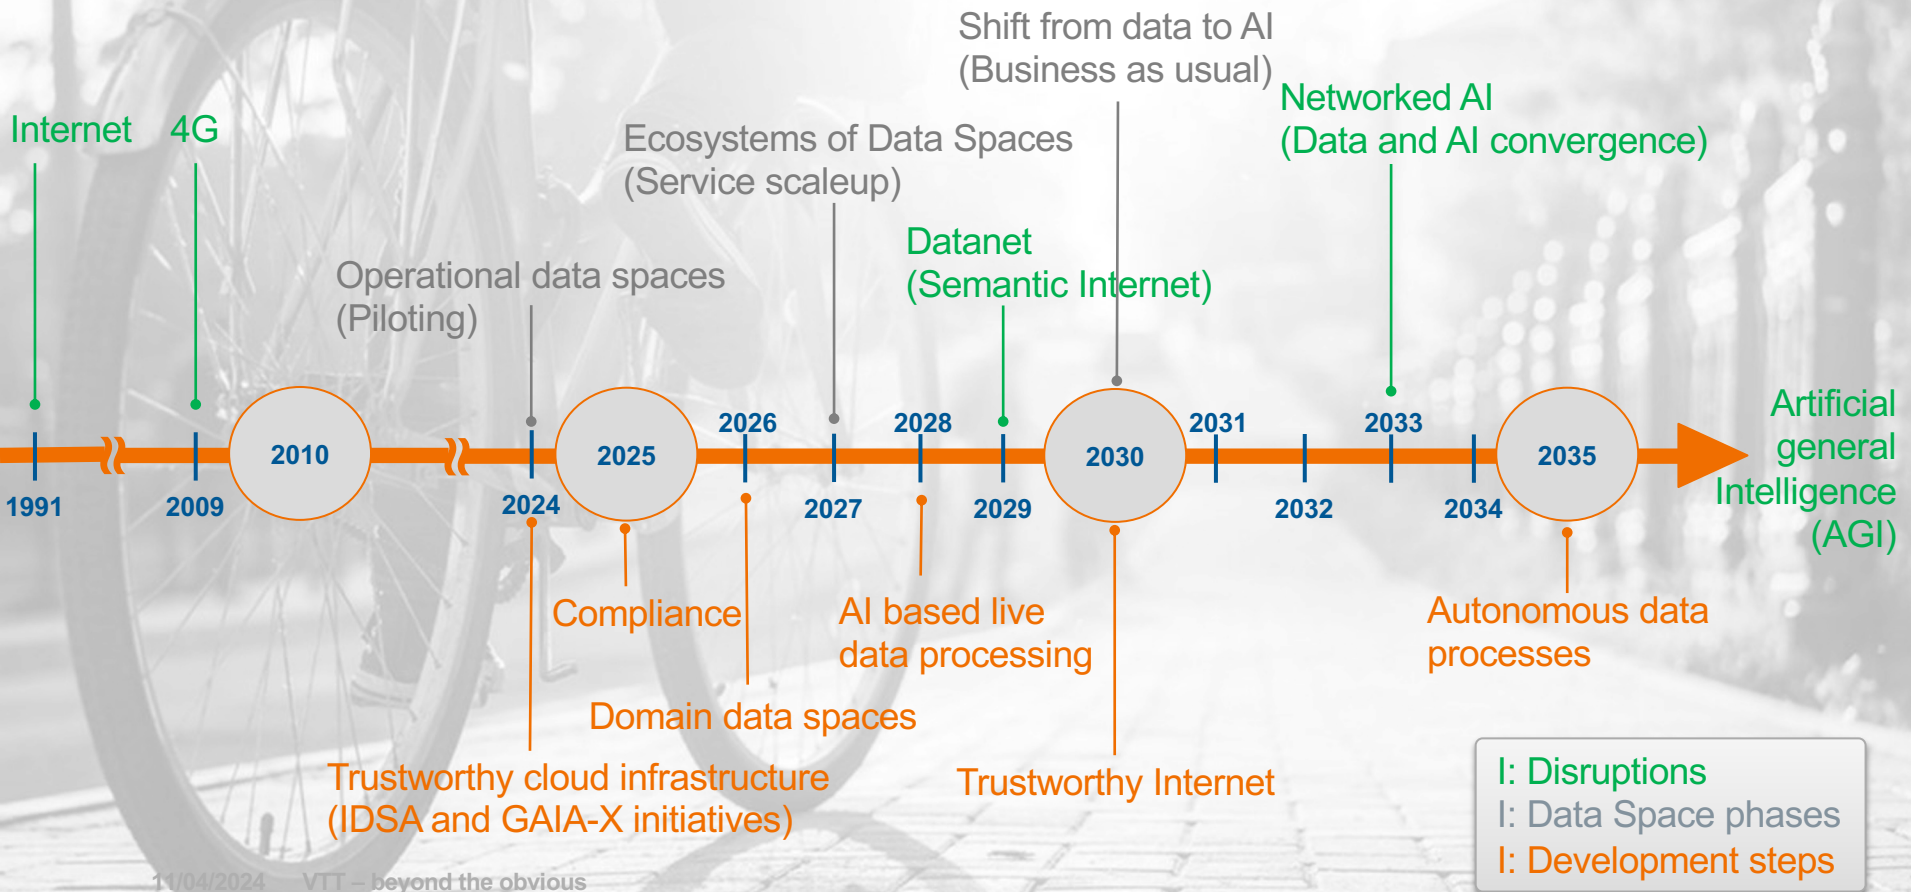 Shift from data to AI
(Business as usual)
Networked AI
(Data and AI convergence)
Internet
4G
Ecosystems of Data Spaces
(Service scaleup)
Datanet
(Semantic Internet)
Operational data spaces
(Piloting)
Artificial
general
Intelligence
(AGI)
1991
2009
2010
2024
2025
2026
2027
2028
2029
2030
2031
2032
2033
2034
2035
Compliance
AI based live
data processing
Autonomous data
processes
Domain data spaces
Trustworthy cloud infrastructure
(IDSA and GAIA-X initiatives)
Trustworthy Internet
I: Disruptions
I: Data Space phases
I: Development steps
11/04/2024 VTT – beyond the obvious